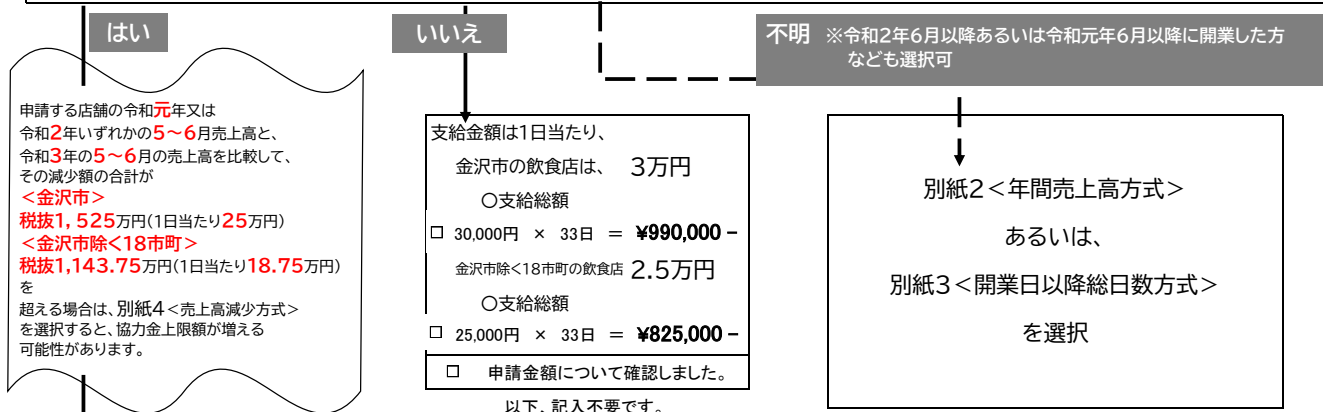 はい
申請する店舗の令和元年又は
令和2年いずれかの5～6月売上高と、
令和3年の5～6月の売上高を比較して、
その減少額の合計が
＜金沢市＞
税抜1,525万円(1日当たり25万円)
＜金沢市除く18市町＞
税抜1,143.75万円(1日当たり18.75万円)
を
超える場合は、別紙4＜売上高減少方式＞
を選択すると、協力金上限額が増える
可能性があります。
いいえ
支給金額は1日当たり、
金沢市の飲食店は、 3万円
○支給総額
□ 30,000円 × 33日 ＝ ¥990,000－
金沢市除く18市町の飲食店 2.5万円
○支給総額
□ 25,000円 × 33日 ＝ ¥825,000－
□ 申請金額について確認しました。
以下、記入不要です。
不明 ※令和2年6月以降あるいは令和元年6月以降に開業した方
なども選択可
別紙2＜年間売上高方式＞
あるいは、
別紙3＜開業日以降総日数方式＞
を選択